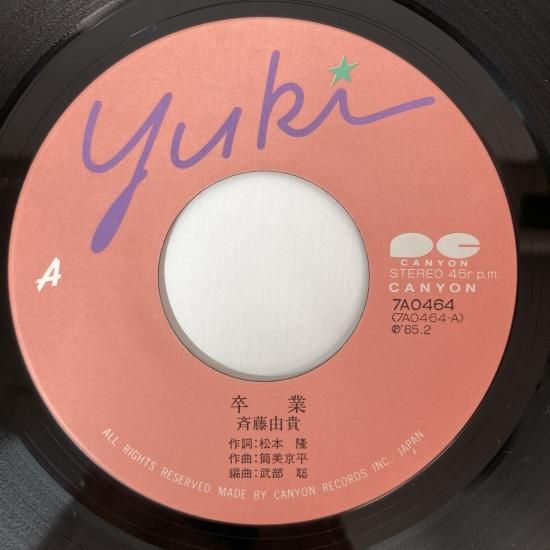 yuki
A
CANYON
STEREO 45r.p.m.
CANYON
7A0464
(7A0464-A)
℗'85.2
卒 業
斉藤由貴
作詞:松本 隆
作曲:筒美京平
編曲:武部 聡
ALL RIGHTS RESERVED. MADE BY CANYON RECORDS INC., JAPAN